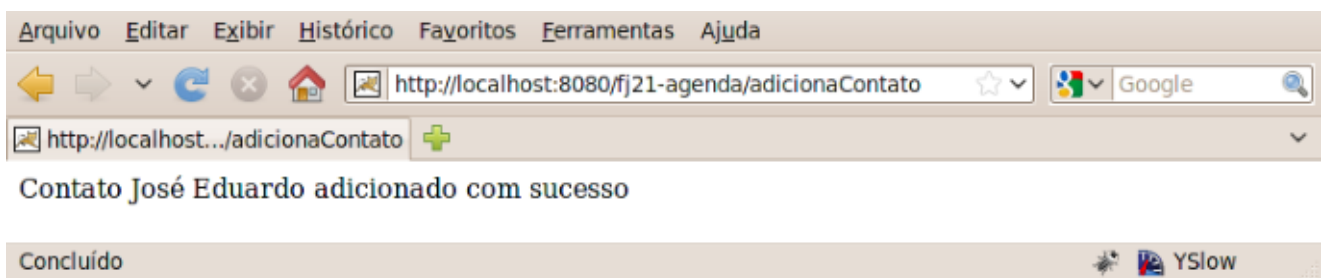 Arquivo Editar Exibir Histórico Favoritos Ferramentas Ajuda
http://localhost:8080/fj21-agenda/adicionaContato Google
http://localhost.../adicionaContato
Contato José Eduardo adicionado com sucesso
Concluído YSlow